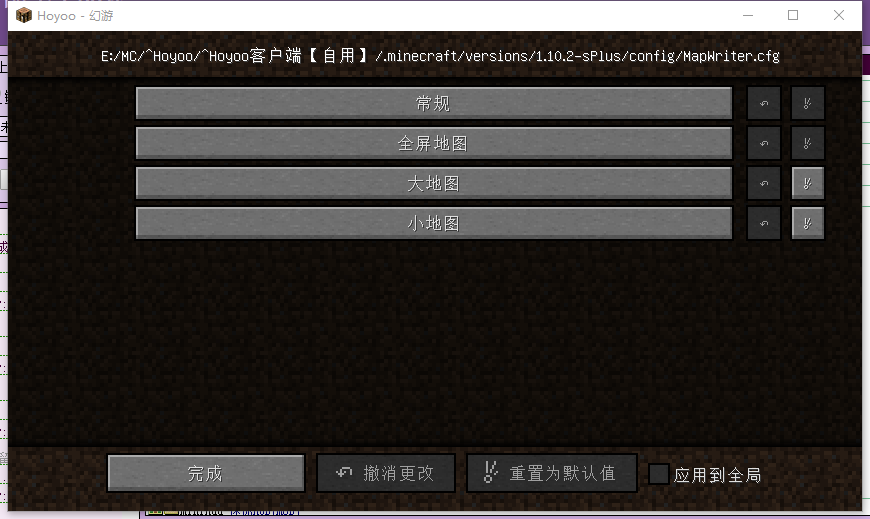 Hoyoo - 幻游
E:/MC/^Hoyoo/^Hoyoo客户端【自用】/.minecraft/versions/1.10.2-sPlus/config/MapWriter.cfg
常规
全屏地图
大地图
小地图
完成
撤消更改
重置为默认值
应用到全局